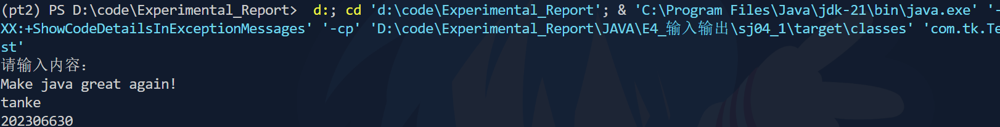 (pt2) PS D:\code\Experimental_Report>  d:; cd 'd:\code\Experimental_Report'; & 'C:\Program Files\Java\jdk-21\bin\java.exe' '-
XX:+ShowCodeDetailsInExceptionMessages' '-cp' 'D:\code\Experimental_Report\JAVA\E4_输入输出\sj04_1\target\classes' 'com.tk.Te
st'
请输入内容：
Make java great again!
tanke
202306630